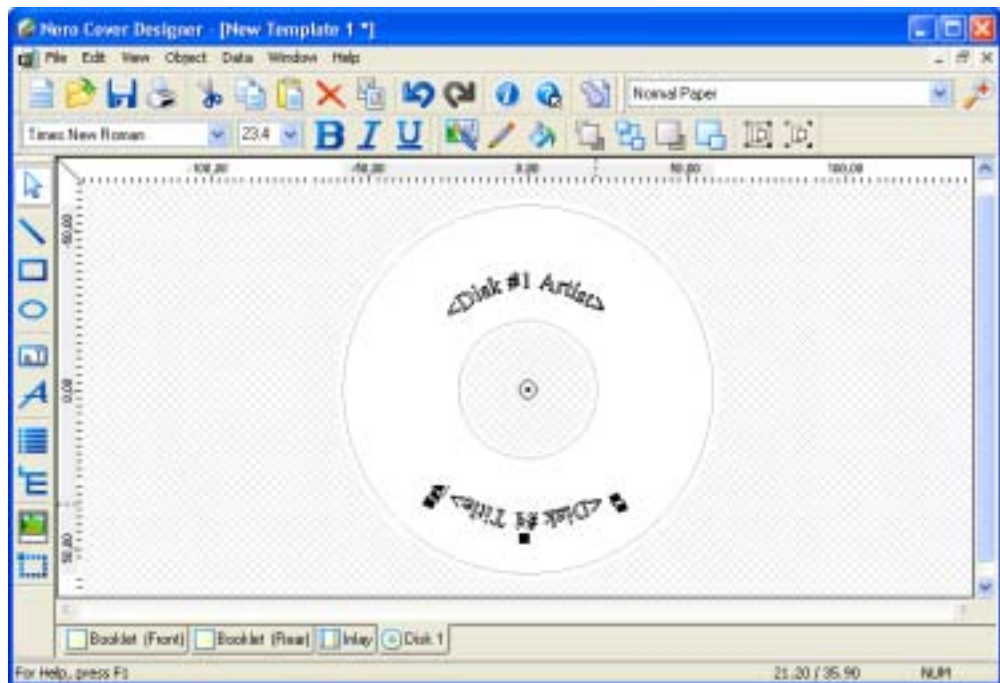 Nero Cover Designer - [New Template 1 *]
File Edit View Object Data Window Help
Normal Paper
Times New Roman 23.4 B I U
-100,00 -50,00 0,00 50,00 100,00
-50,00
<Disk #1 Artist>
0,00
<Disk #1 Title>
50,00
Booklet (Front) Booklet (Rear) Inlay Disk 1
For Help, press F1 21.20 / 35.90 NUM